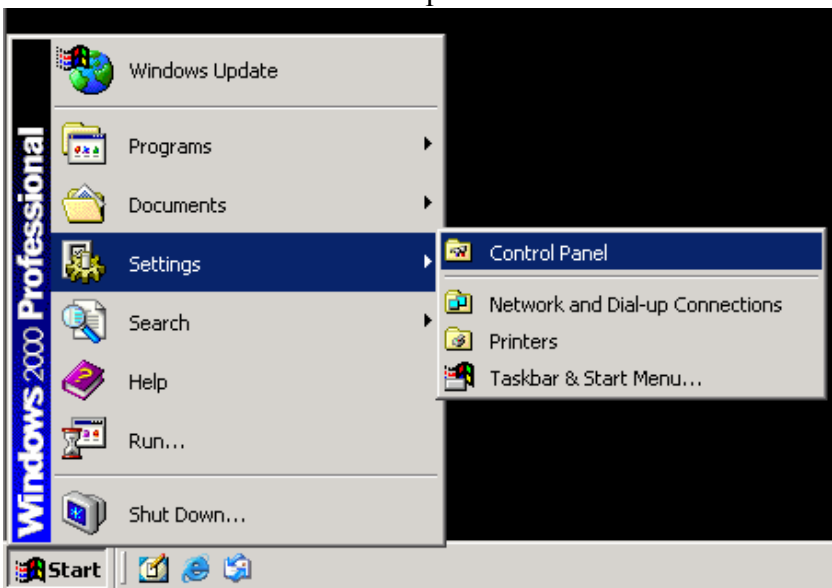 Windows Update
Programs
Documents
Settings
Search
Help
Run...
Shut Down...
Control Panel
Network and Dial-up Connections
Printers
Taskbar & Start Menu...
Windows 2000 Professional
Start